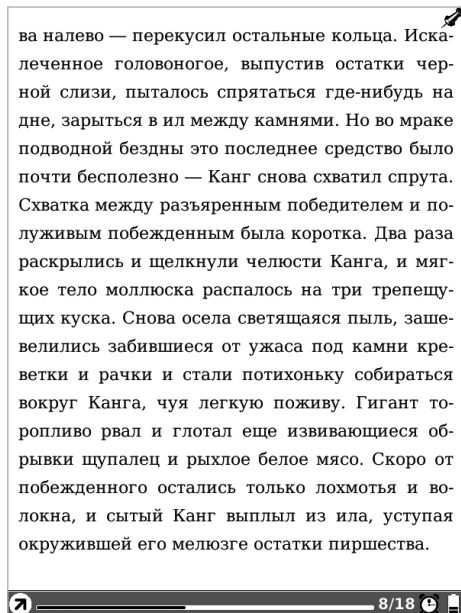 ва налево — перекусил остальные кольца. Иска-
леченное головоногое, выпустив остатки чер-
ной слизи, пыталось спрятаться где-нибудь на
дне, зарыться в ил между камнями. Но во мраке
подводной бездны это последнее средство было
почти бесполезно — Канг снова схватил спрута.
Схватка между разъяренным победителем и по-
луживым побежденным была коротка. Два раза
раскрылись и щелкнули челюсти Канга, и мяг-
кое тело моллюска распалось на три трепещу-
щих куска. Снова осела светящаяся пыль, заше-
велились забившиеся от ужаса под камни кре-
ветки и рачки и стали потихоньку собираться
вокруг Канга, чуя легкую поживу. Гигант то-
ропливо рвал и глотал еще извивающиеся об-
рывки щупалец и рыхлое белое мясо. Скоро от
побежденного остались только лохмотья и во-
локна, и сытый Канг выплыл из ила, уступая
окружившей его мелюзге остатки пиршества.
8/18